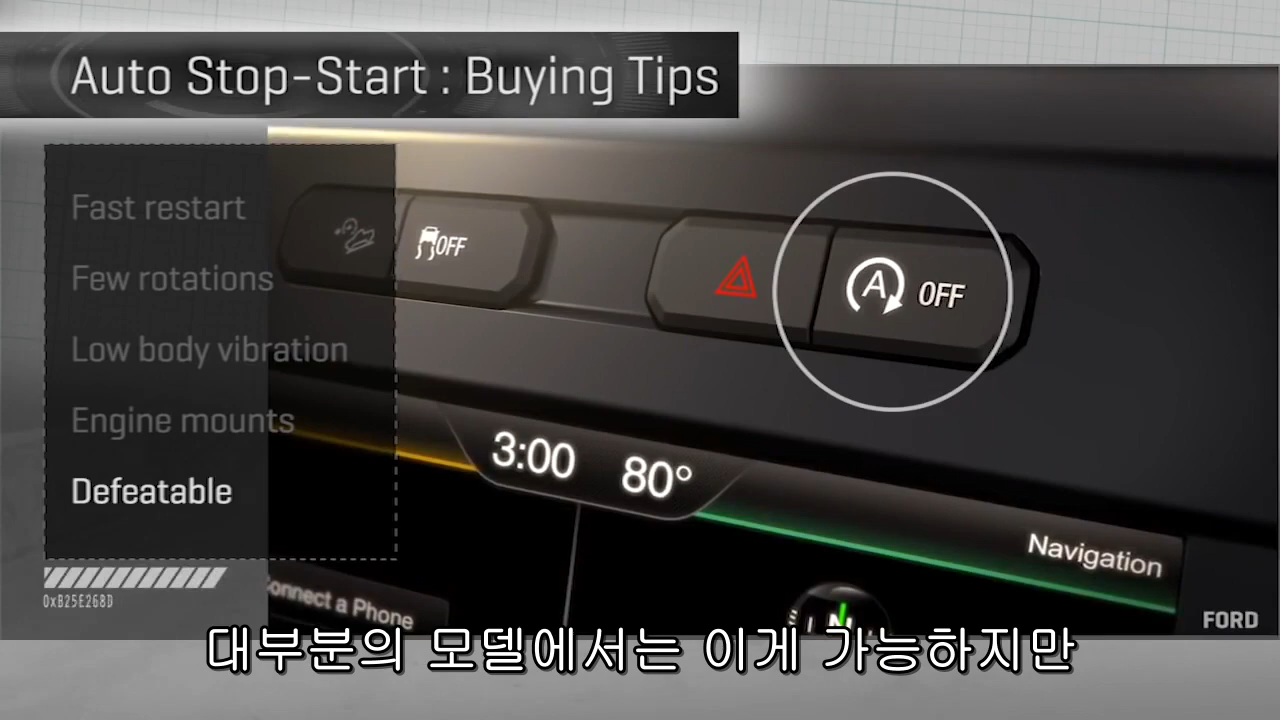 Auto Stop-Start : Buying Tips
Fast restart
Few rotations
Low body vibration
Engine mounts
Defeatable
0xB25E268D
OFF
A OFF
3:00 80°
Navigation
onnect a Phone
N
FORD
대부분의 모델에서는 이게 가능하지만